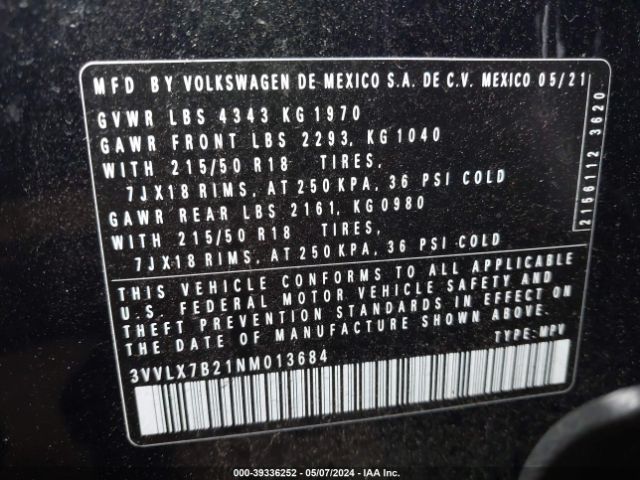 MFD BY VOLKSWAGEN DE MEXICO S.A. DE C.V. MEXICO 05/21
GVWR LBS 4343 KG 1970
GAWR FRONT LBS 2293, KG 1040
WITH 215/50 R18 TIRES,
7JX18 RIMS, AT 250 KPA, 36 PSI COLD
GAWR REAR LBS 2161, KG 0980
WITH 215/50 R18 TIRES,
7JX18 RIMS, AT 250 KPA, 36 PSI COLD
2156112 3620
THIS VEHICLE CONFORMS TO ALL APPLICABLE
U.S. FEDERAL MOTOR VEHICLE SAFETY AND
THEFT PREVENTION STANDARDS IN EFFECT ON
THE DATE OF MANUFACTURE SHOWN ABOVE.
3VVLX7B21NM013684 TYPE: MPV
000-39336252 - 05/07/2024 - IAA Inc.